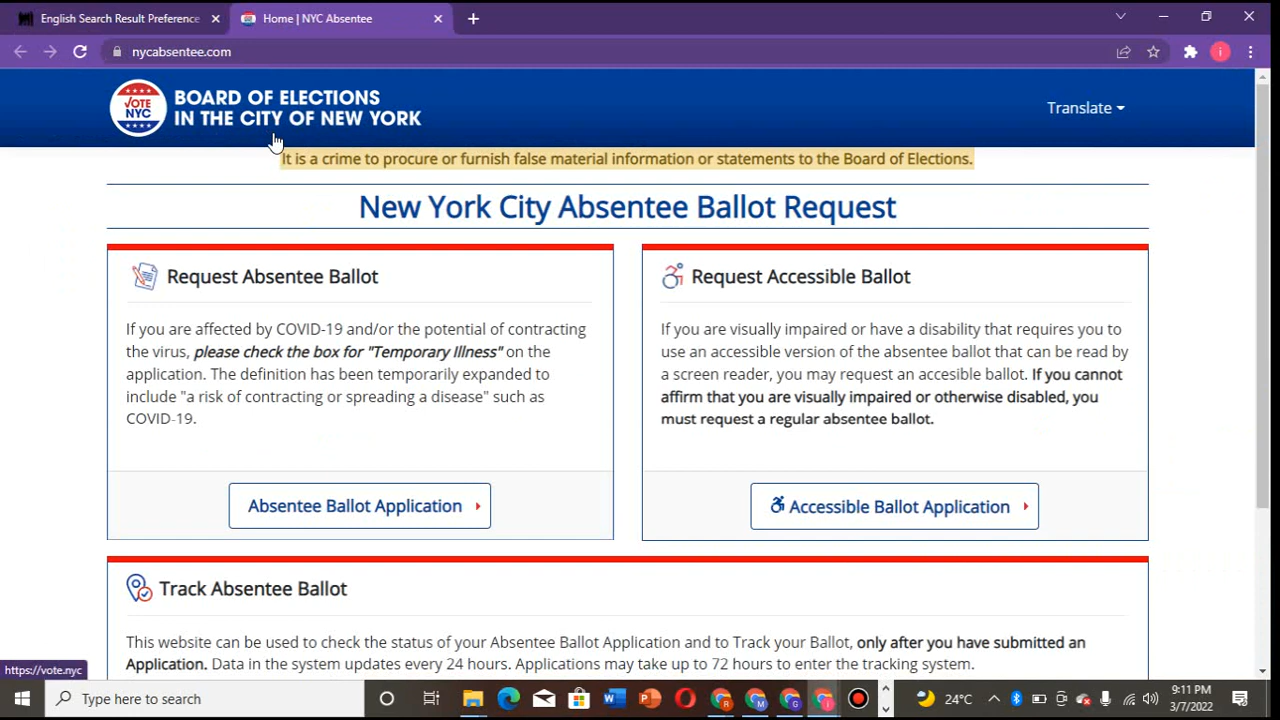 English Search Result Preference
Home | NYC Absentee
nycabsentee.com
VOTE
NYC
BOARD OF ELECTIONS
IN THE CITY OF NEW YORK
Translate
It is a crime to procure or furnish false material information or statements to the Board of Elections.
New York City Absentee Ballot Request
Request Absentee Ballot
If you are affected by COVID-19 and/or the potential of contracting
the virus, please check the box for "Temporary Illness" on the
application. The definition has been temporarily expanded to
include "a risk of contracting or spreading a disease" such as
COVID-19.
Absentee Ballot Application
Request Accessible Ballot
If you are visually impaired or have a disability that requires you to
use an accessible version of the absentee ballot that can be read by
a screen reader, you may request an accesible ballot. If you cannot
affirm that you are visually impaired or otherwise disabled, you
must request a regular absentee ballot.
Accessible Ballot Application
Track Absentee Ballot
This website can be used to check the status of your Absentee Ballot Application and to Track your Ballot, only after you have submitted an
Application. Data in the system updates every 24 hours. Applications may take up to 72 hours to enter the tracking system.
https://vote.nyc
Type here to search
24°C
9:11 PM
3/7/2022